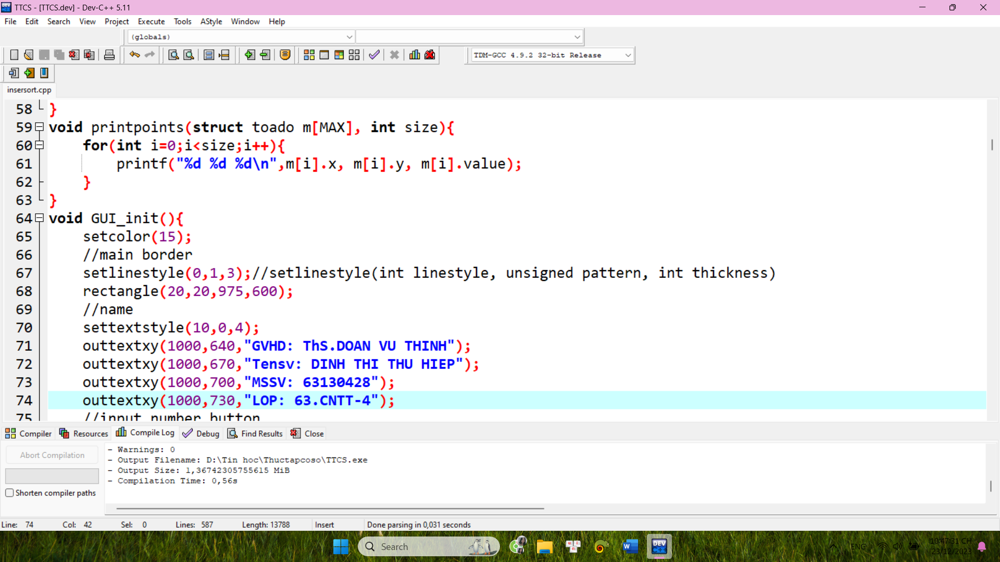 TTCS - [TTCS.dev] - Dev-C++ 5.11
File Edit Search View Project Execute Tools AStyle Window Help
(globals)
TDM-GCC 4.9.2 32-bit Release
insersort.cpp
58 }
59 void printpoints(struct toado m[MAX], int size){
60 for(int i=0;i<size;i++){
61 printf("%d %d %d\n",m[i].x, m[i].y, m[i].value);
62 }
63 }
64 void GUI_init(){
65 setcolor(15);
66 //main border
67 setlinestyle(0,1,3);//setlinestyle(int linestyle, unsigned pattern, int thickness)
68 rectangle(20,20,975,600);
69 //name
70 settextstyle(10,0,4);
71 outtextxy(1000,640,"GVHD: ThS.DOAN VU THINH");
72 outtextxy(1000,670,"Tensv: DINH THI THU HIEP");
73 outtextxy(1000,700,"MSSV: 63130428");
74 outtextxy(1000,730,"LOP: 63.CNTT-4");
75 //input number button
Compiler Resources Compile Log Debug Find Results Close
Abort Compilation
Shorten compiler paths
- Warnings: 0
- Output Filename: D:\Tin hoc\Thuctapcoso\TTCS.exe
- Output Size: 1,36742305755615 MiB
- Compilation Time: 0,56s
Line: 74 Col: 42 Sel: 0 Lines: 587 Length: 13788 Insert Done parsing in 0,031 seconds
Search
DEV C++
ENG
10:47:31 CH
23/12/2023